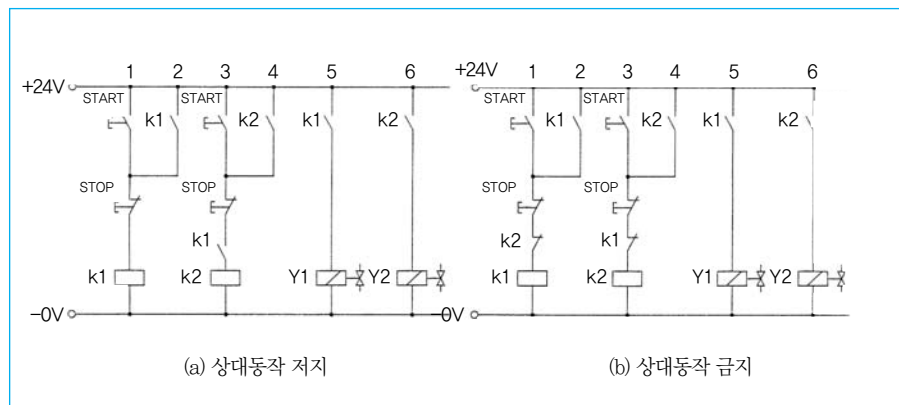 1 2 3 4 5 6
+24V
START START
k1 k2 k1 k2
STOP STOP
k1
k1 k2 Y1 Y2
-0V
(a) 상대동작 저지
1 2 3 4 5 6
+24V
START START
k1 k2 k1 k2
STOP STOP
k2 k1
k1 k2 Y1 Y2
-0V
(b) 상대동작 금지